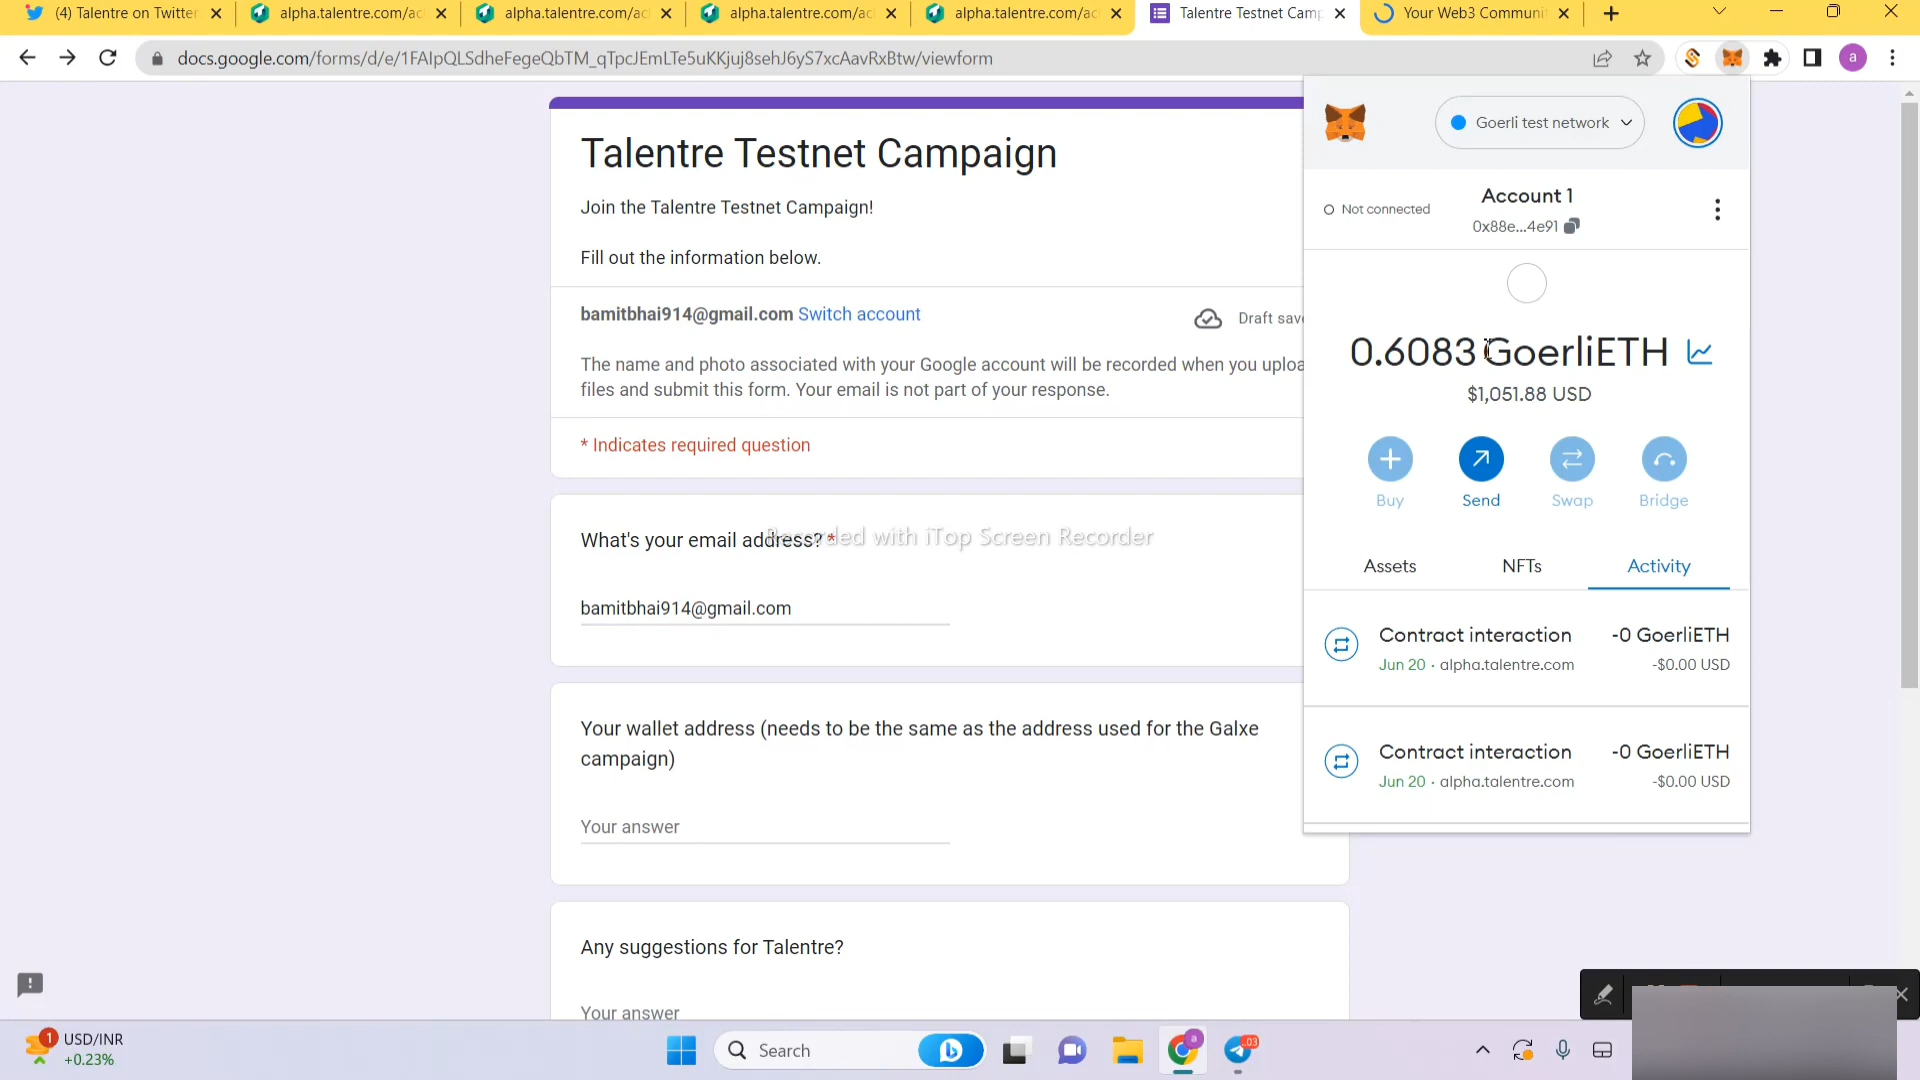 (4) Talentre on Twitter
alpha.talentre.com/ac
alpha.talentre.com/ac
alpha.talentre.com/ac
alpha.talentre.com/ac
Talentre Testnet Camp
Your Web3 Communit
docs.google.com/forms/d/e/1FAIpQLSdheFegeQbTM_qTpcJEmLTe5uKKjuj8sehJ6yS7xcAavRxBtw/viewform
a
Talentre Testnet Campaign
Join the Talentre Testnet Campaign!
Fill out the information below.
bamitbhai914@gmail.com Switch account
Draft save
The name and photo associated with your Google account will be recorded when you uploa
files and submit this form. Your email is not part of your response.
* Indicates required question
What's your email address? *
bamitbhai914@gmail.com
Your wallet address (needs to be the same as the address used for the Galxe
campaign)
Your answer
Any suggestions for Talentre?
Your answer
Recorded with iTop Screen Recorder
Goerli test network
Not connected
Account 1
0x88e...4e91
0.6083 GoerliETH
$1,051.88 USD
Buy
Send
Swap
Bridge
Assets
NFTs
Activity
Contract interaction
-0 GoerliETH
Jun 20 · alpha.talentre.com
-$0.00 USD
Contract interaction
-0 GoerliETH
Jun 20 · alpha.talentre.com
-$0.00 USD
1
USD/INR
+0.23%
Search
a
03